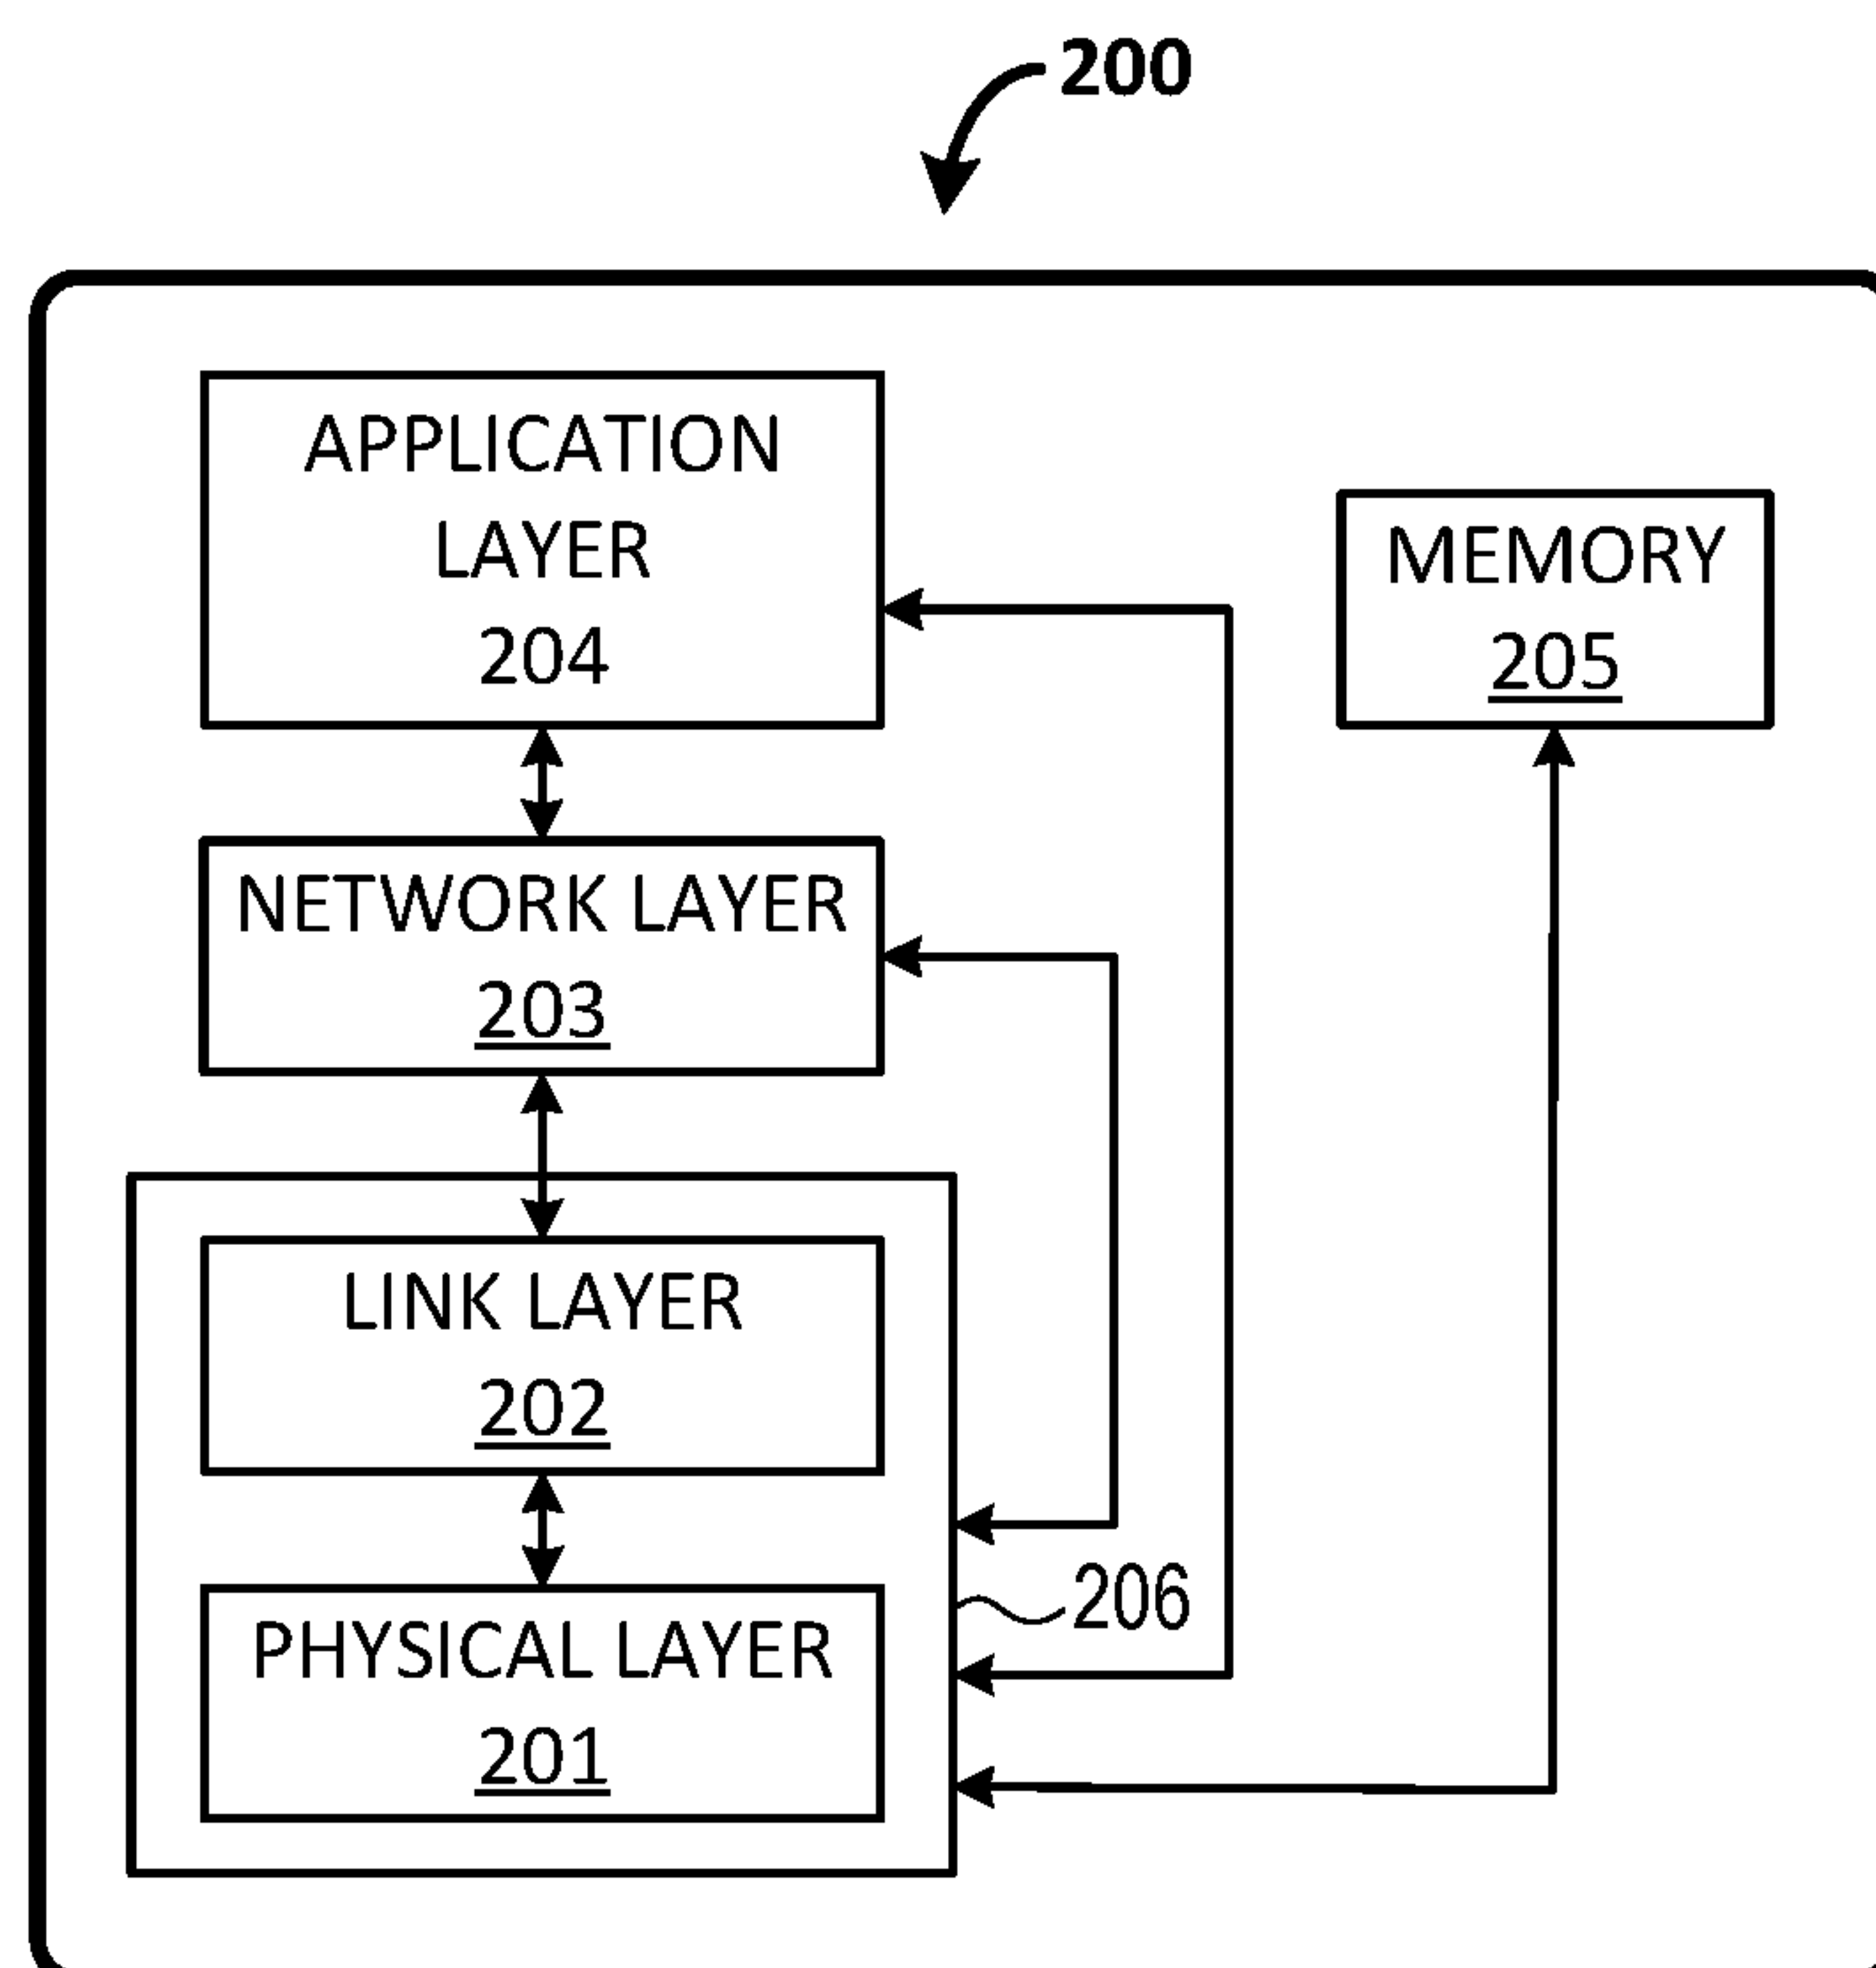 200
APPLICATION
LAYER
204
MEMORY
205
NETWORK LAYER
203
LINK LAYER
202
206
PHYSICAL LAYER
201